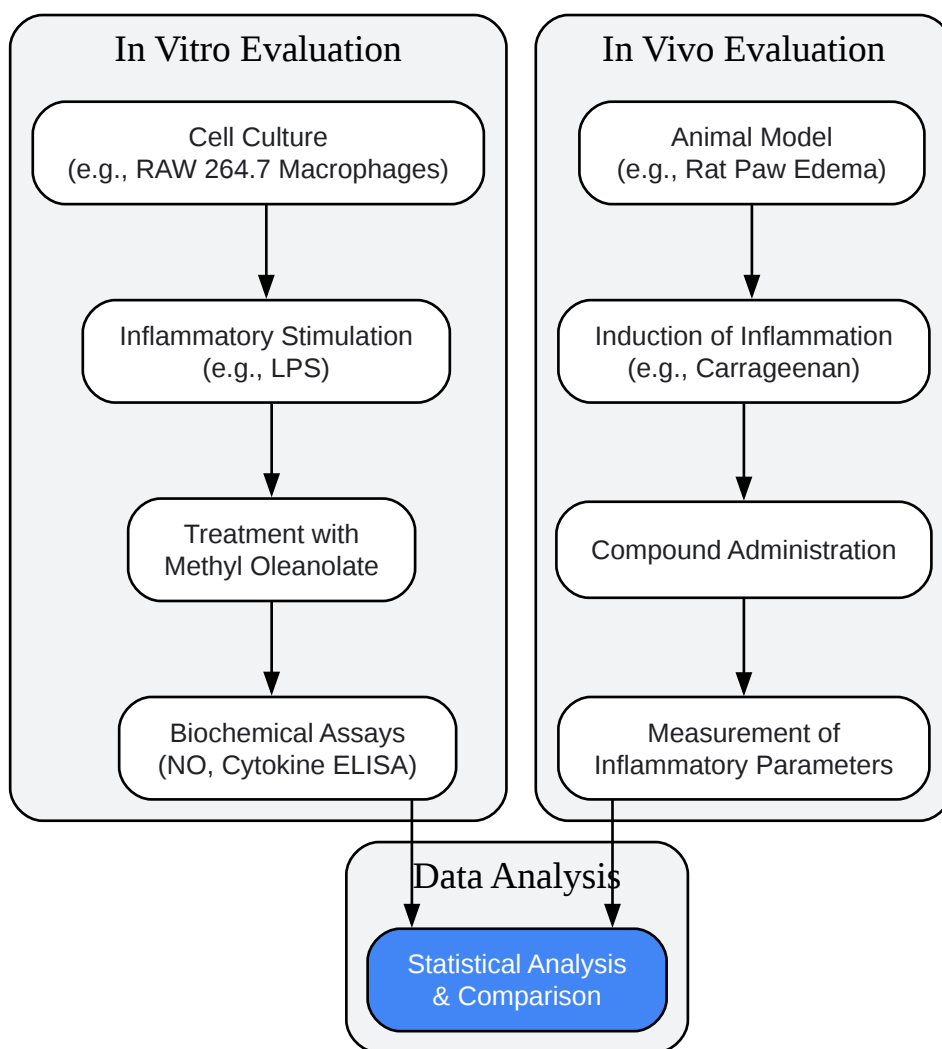 In Vitro Evaluation
Cell Culture
(e.g., RAW 264.7 Macrophages)
Inflammatory Stimulation
(e.g., LPS)
Treatment with
Methyl Oleanolate
Biochemical Assays
(NO, Cytokine ELISA)
In Vivo Evaluation
Animal Model
(e.g., Rat Paw Edema)
Induction of Inflammation
(e.g., Carrageenan)
Compound Administration
Measurement of
Inflammatory Parameters
Data Analysis
Statistical Analysis
& Comparison